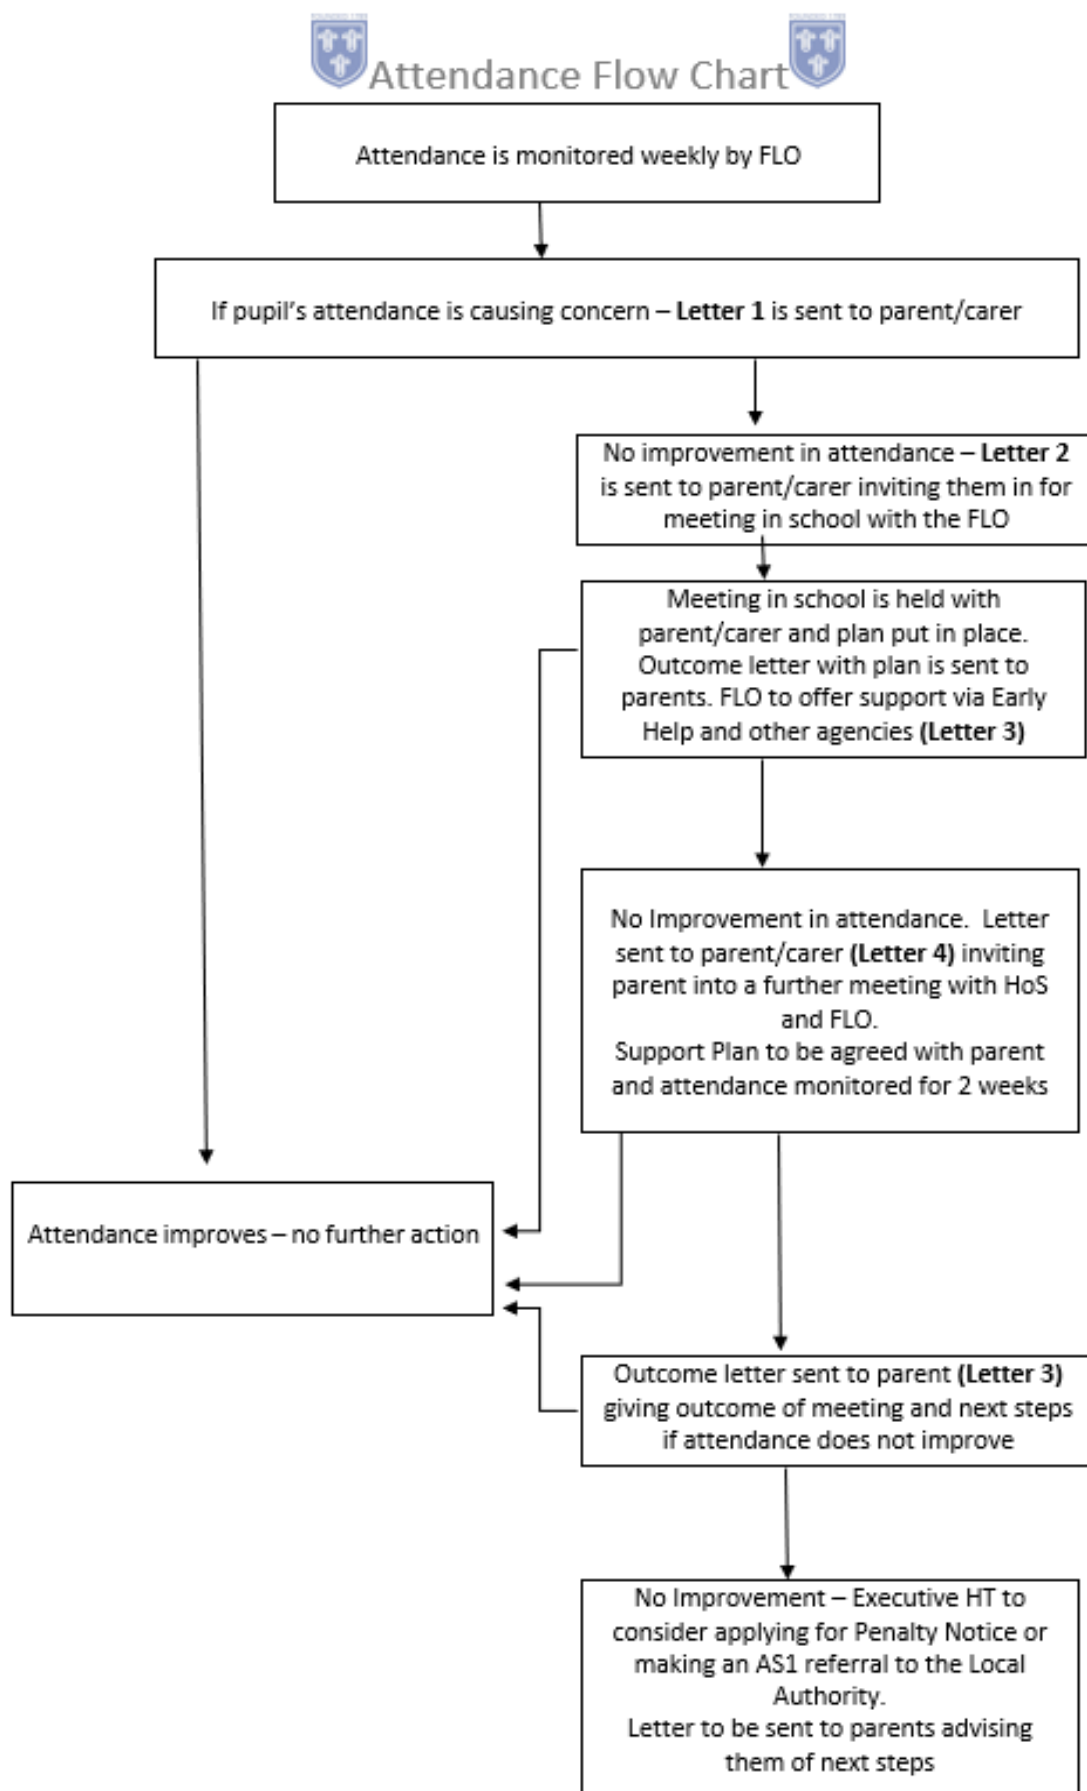 FOUNDED 1709
Attendance Flow Chart
Attendance is monitored weekly by FLO
If pupil's attendance is causing concern – Letter 1 is sent to parent/carer
No improvement in attendance – Letter 2
is sent to parent/carer inviting them in for
meeting in school with the FLO
Meeting in school is held with
parent/carer and plan put in place.
Outcome letter with plan is sent to
parents. FLO to offer support via Early
Help and other agencies (Letter 3)
No Improvement in attendance. Letter
sent to parent/carer (Letter 4) inviting
parent into a further meeting with HoS
and FLO.
Support Plan to be agreed with parent
and attendance monitored for 2 weeks
Attendance improves – no further action
Outcome letter sent to parent (Letter 3)
giving outcome of meeting and next steps
if attendance does not improve
No Improvement – Executive HT to
consider applying for Penalty Notice or
making an AS1 referral to the Local
Authority.
Letter to be sent to parents advising
them of next steps